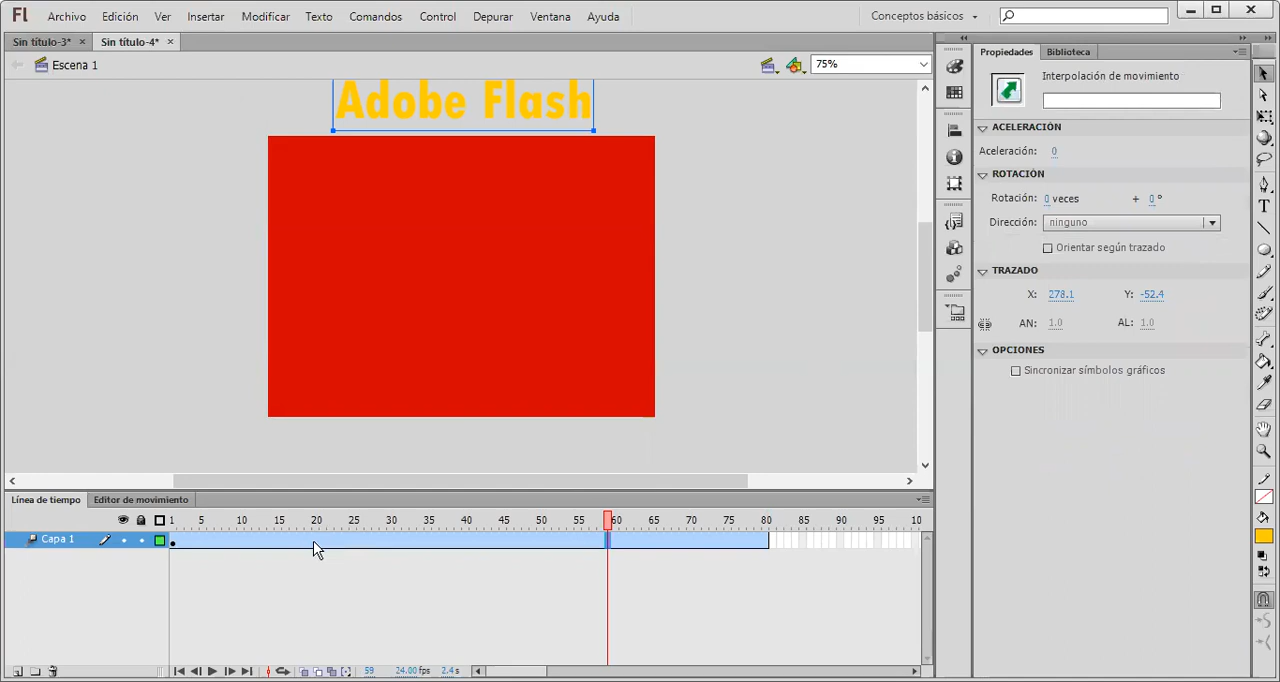 Fl Archivo Edición Ver Insertar Modificar Texto Comandos Control Depurar Ventana Ayuda Conceptos básicos
Sin título-3* × Sin título-4* ×
Escena 1 75%
Adobe Flash
Propiedades Biblioteca
Interpolación de movimiento
ACELERACIÓN
Aceleración: 0
ROTACIÓN
Rotación: 0 veces + 0 °
Dirección: ninguno
Orientar según trazado
TRAZADO
X: 278.1 Y: -52.4
AN: 1.0 AL: 1.0
OPCIONES
Sincronizar símbolos gráficos
Línea de tiempo Editor de movimiento
1 5 10 15 20 25 30 35 40 45 50 55 60 65 70 75 80 85 90 95 10
Capa 1
59 24.00 fps 2.4 s